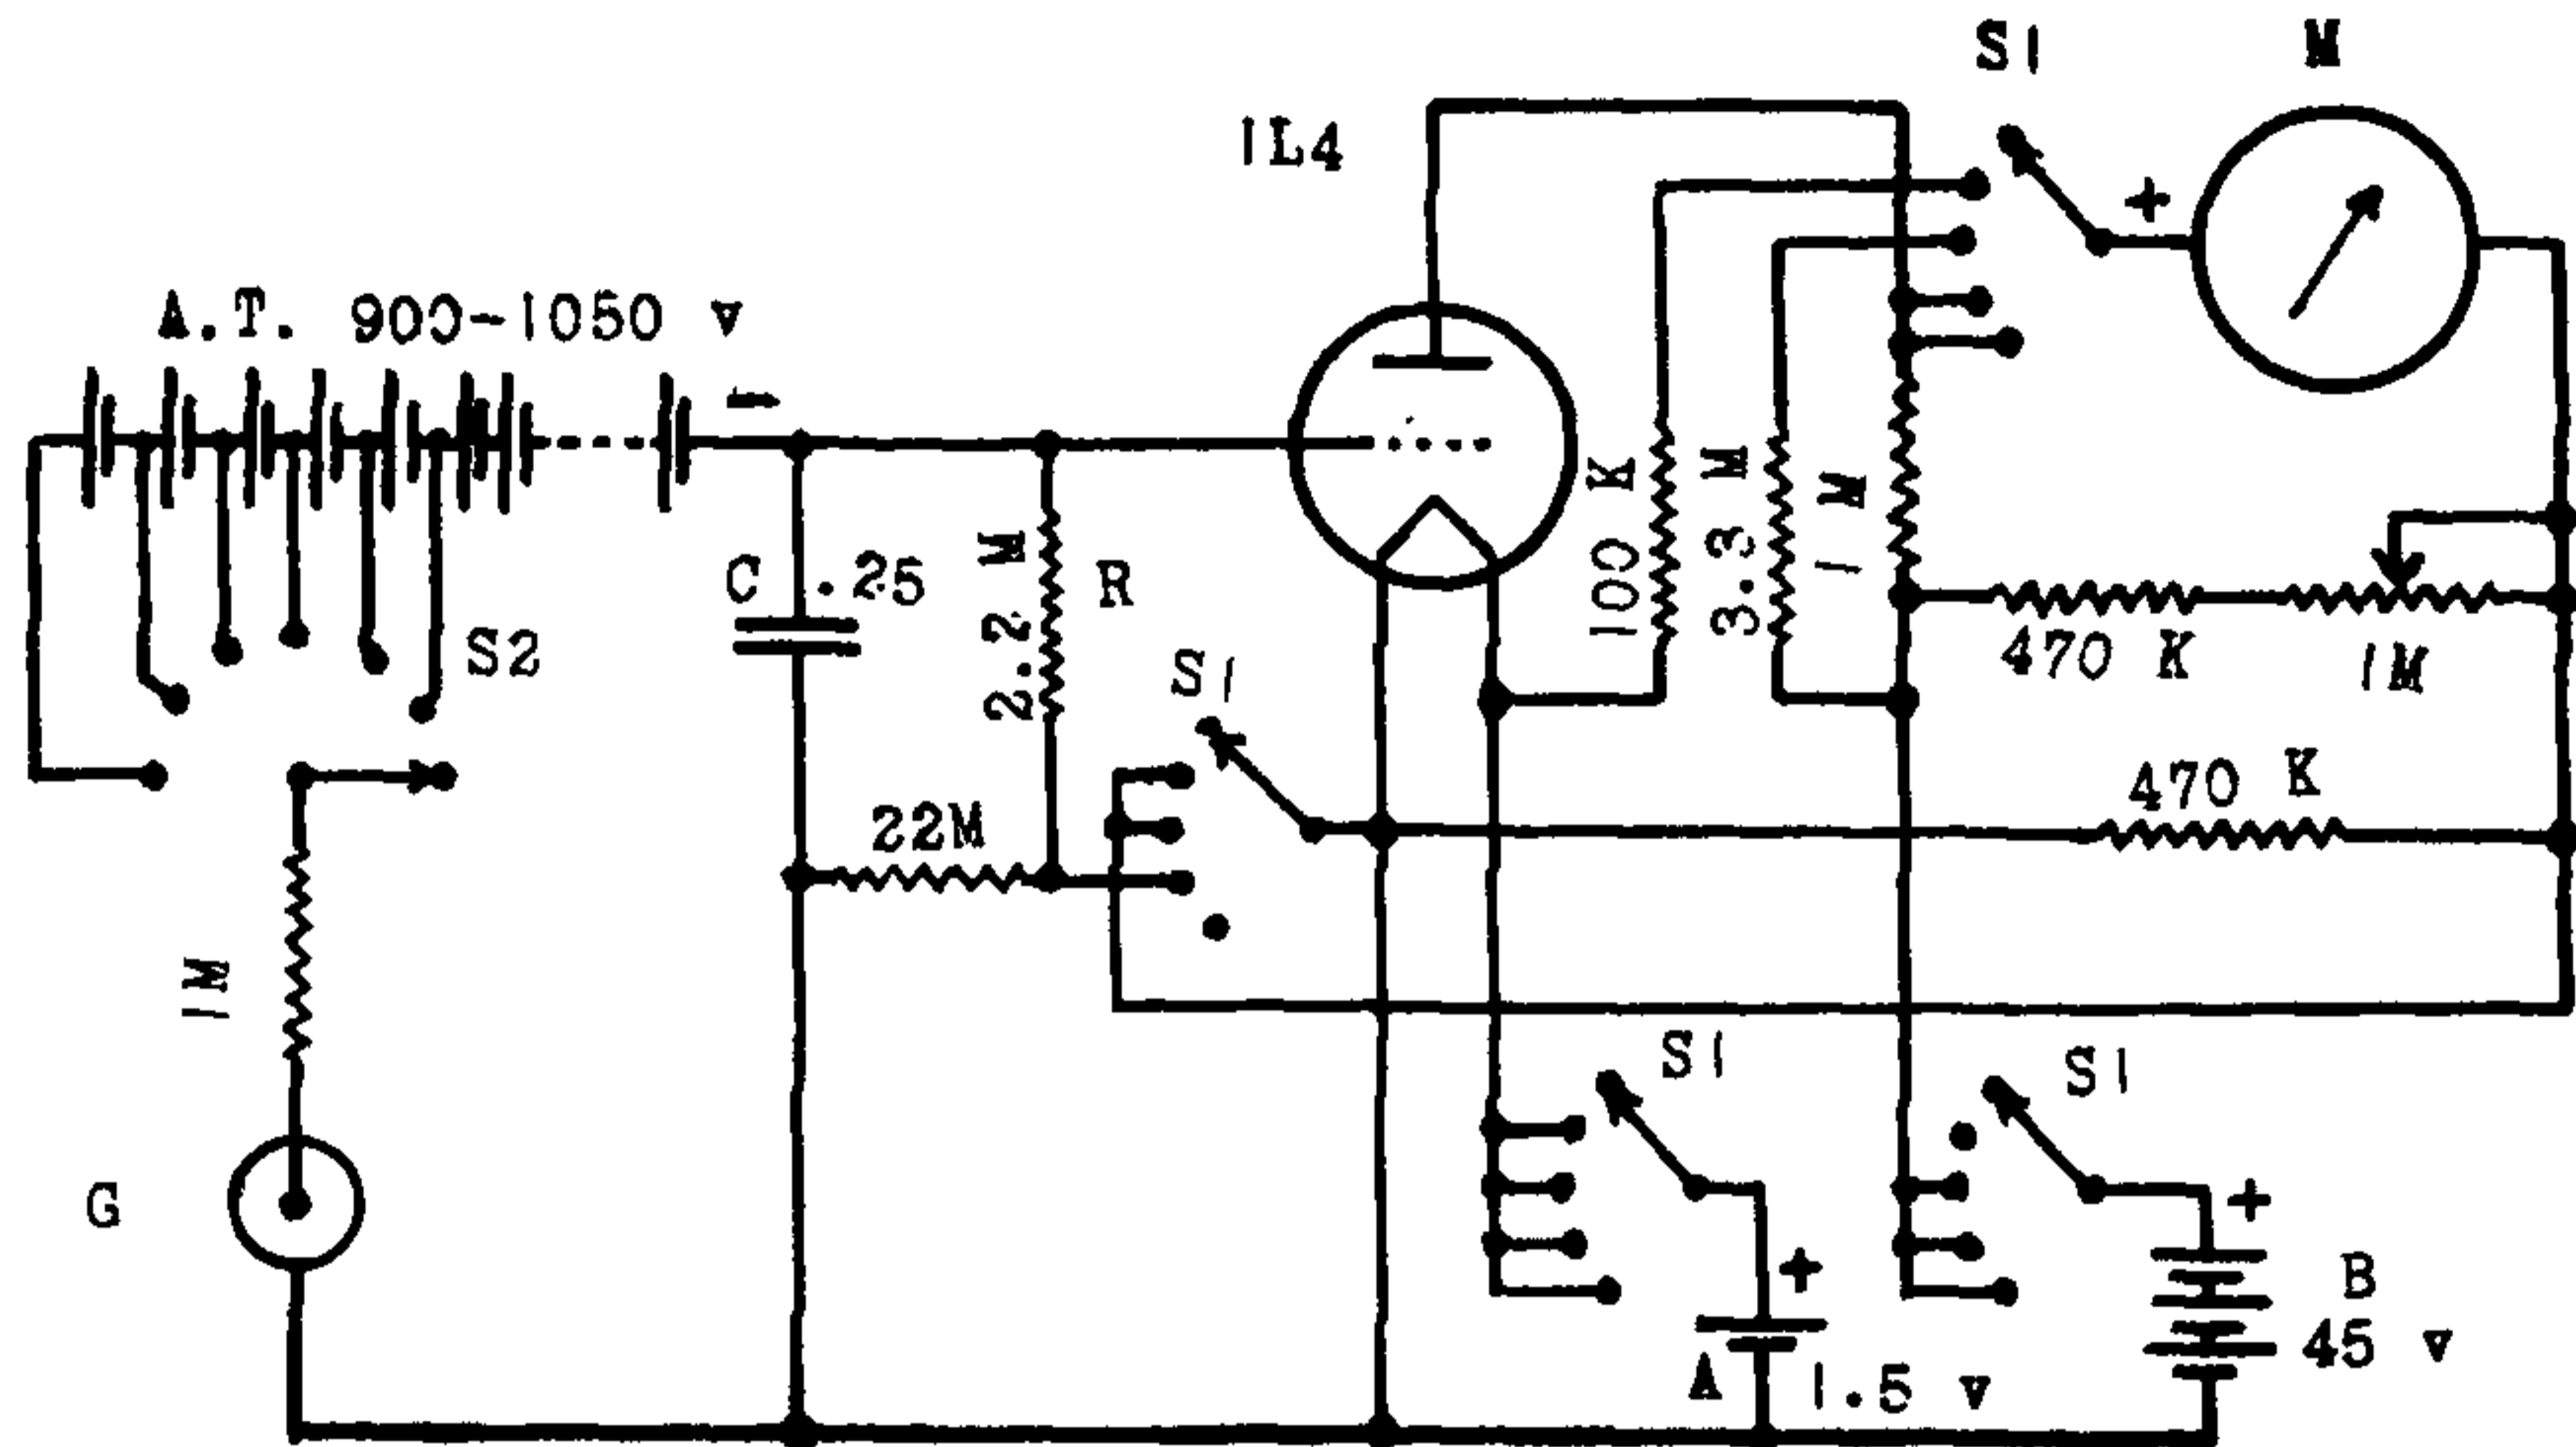 S1
M
1L4
A.T. 900-1050 v
+
-
100 K
3.3 M
1 M
C .25
2.2 M
R
S2
S1
470 K
1M
22M
470 K
1M
S1
S1
G
+
+
A 1.5 v
B
45 v